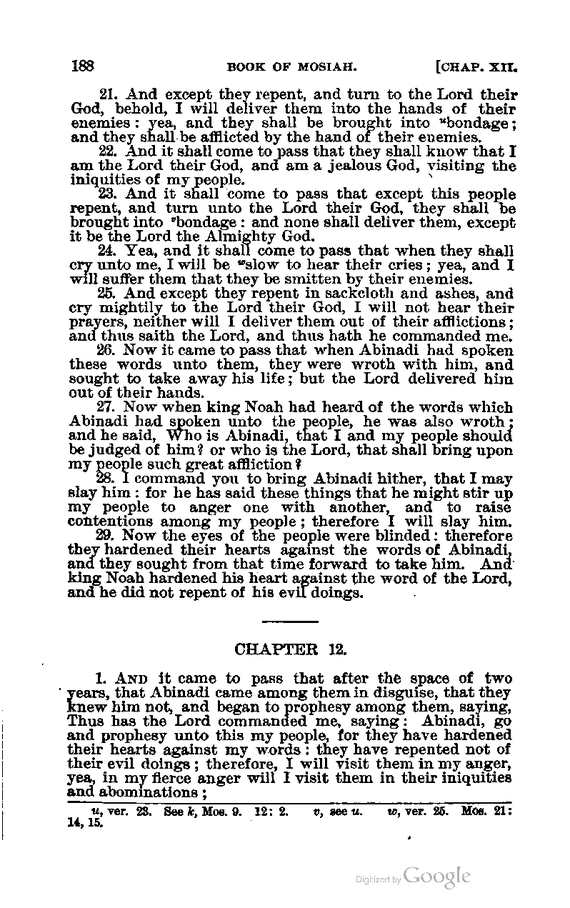 188 BOOK OF MOSIAH. [CHAP. XII.
21. And except they repent, and turn to the Lord their
God, behold, I will deliver them into the hands of their
enemies: yea, and they shall be brought into ᵘbondage;
and they shall be afflicted by the hand of their enemies.
22. And it shall come to pass that they shall know that I
am the Lord their God, and am a jealous God, visiting the
iniquities of my people.
23. And it shall come to pass that except this people
repent, and turn unto the Lord their God, they shall be
brought into ᵛbondage: and none shall deliver them, except
it be the Lord the Almighty God.
24. Yea, and it shall come to pass that when they shall
cry unto me, I will be ʷslow to hear their cries; yea, and I
will suffer them that they be smitten by their enemies.
25. And except they repent in sackcloth and ashes, and
cry mightily to the Lord their God, I will not hear their
prayers, neither will I deliver them out of their afflictions;
and thus saith the Lord, and thus hath he commanded me.
26. Now it came to pass that when Abinadi had spoken
these words unto them, they were wroth with him, and
sought to take away his life; but the Lord delivered him
out of their hands.
27. Now when king Noah had heard of the words which
Abinadi had spoken unto the people, he was also wroth;
and he said, Who is Abinadi, that I and my people should
be judged of him? or who is the Lord, that shall bring upon
my people such great affliction?
28. I command you to bring Abinadi hither, that I may
slay him: for he has said these things that he might stir up
my people to anger one with another, and to raise
contentions among my people; therefore I will slay him.
29. Now the eyes of the people were blinded: therefore
they hardened their hearts against the words of Abinadi,
and they sought from that time forward to take him. And
king Noah hardened his heart against the word of the Lord,
and he did not repent of his evil doings.
CHAPTER 12.
1. AND it came to pass that after the space of two
years, that Abinadi came among them in disguise, that they
knew him not, and began to prophesy among them, saying,
Thus has the Lord commanded me, saying: Abinadi, go
and prophesy unto this my people, for they have hardened
their hearts against my words: they have repented not of
their evil doings; therefore, I will visit them in my anger,
yea, in my fierce anger will I visit them in their iniquities
and abominations;
u, ver. 23. See k, Mos. 9. 12: 2. v, see u. w, ver. 25. Mos. 21:
14, 15.
Digitized by Google